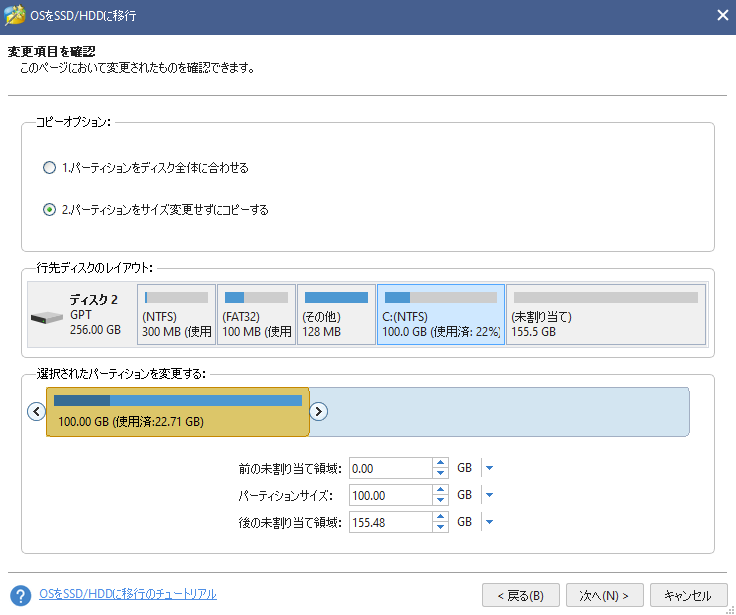 OSをSSD/HDDに移行
変更項目を確認
このページにおいて変更されたものを確認できます。
コピーオプション:
1.パーティションをディスク全体に合わせる
2.パーティションをサイズ変更せずにコピーする
行先ディスクのレイアウト:
ディスク 2
GPT
256.00 GB
(NTFS)
300 MB (使用
(FAT32)
100 MB (使用
(その他)
128 MB
C:(NTFS)
100.0 GB (使用済: 22%)
(未割り当て)
155.5 GB
選択されたパーティションを変更する:
100.00 GB (使用済:22.71 GB)
前の未割り当て領域: 0.00 GB
パーティションサイズ: 100.00 GB
後の未割り当て領域: 155.48 GB
OSをSSD/HDDに移行のチュートリアル
< 戻る(B)
次へ(N) >
キャンセル